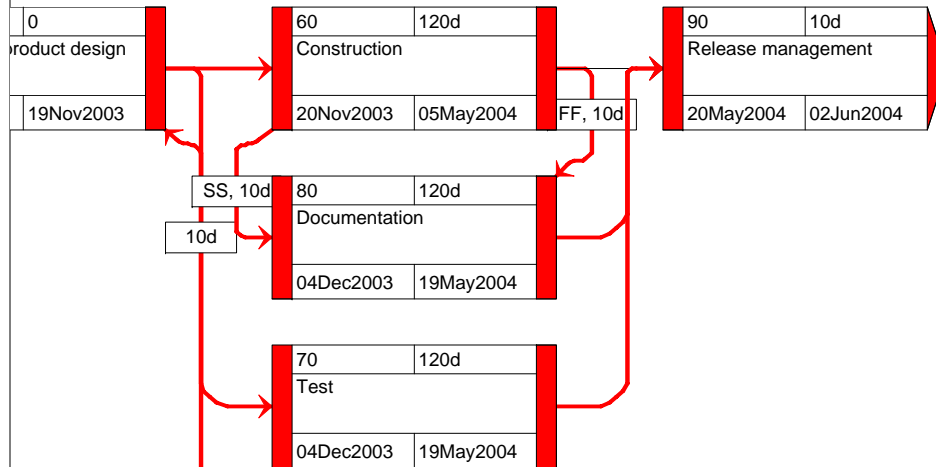 0
product design
19Nov2003
60 120d
Construction
20Nov2003 05May2004
FF, 10d
90 10d
Release management
20May2004 02Jun2004
SS, 10d
10d
80 120d
Documentation
04Dec2003 19May2004
70 120d
Test
04Dec2003 19May2004